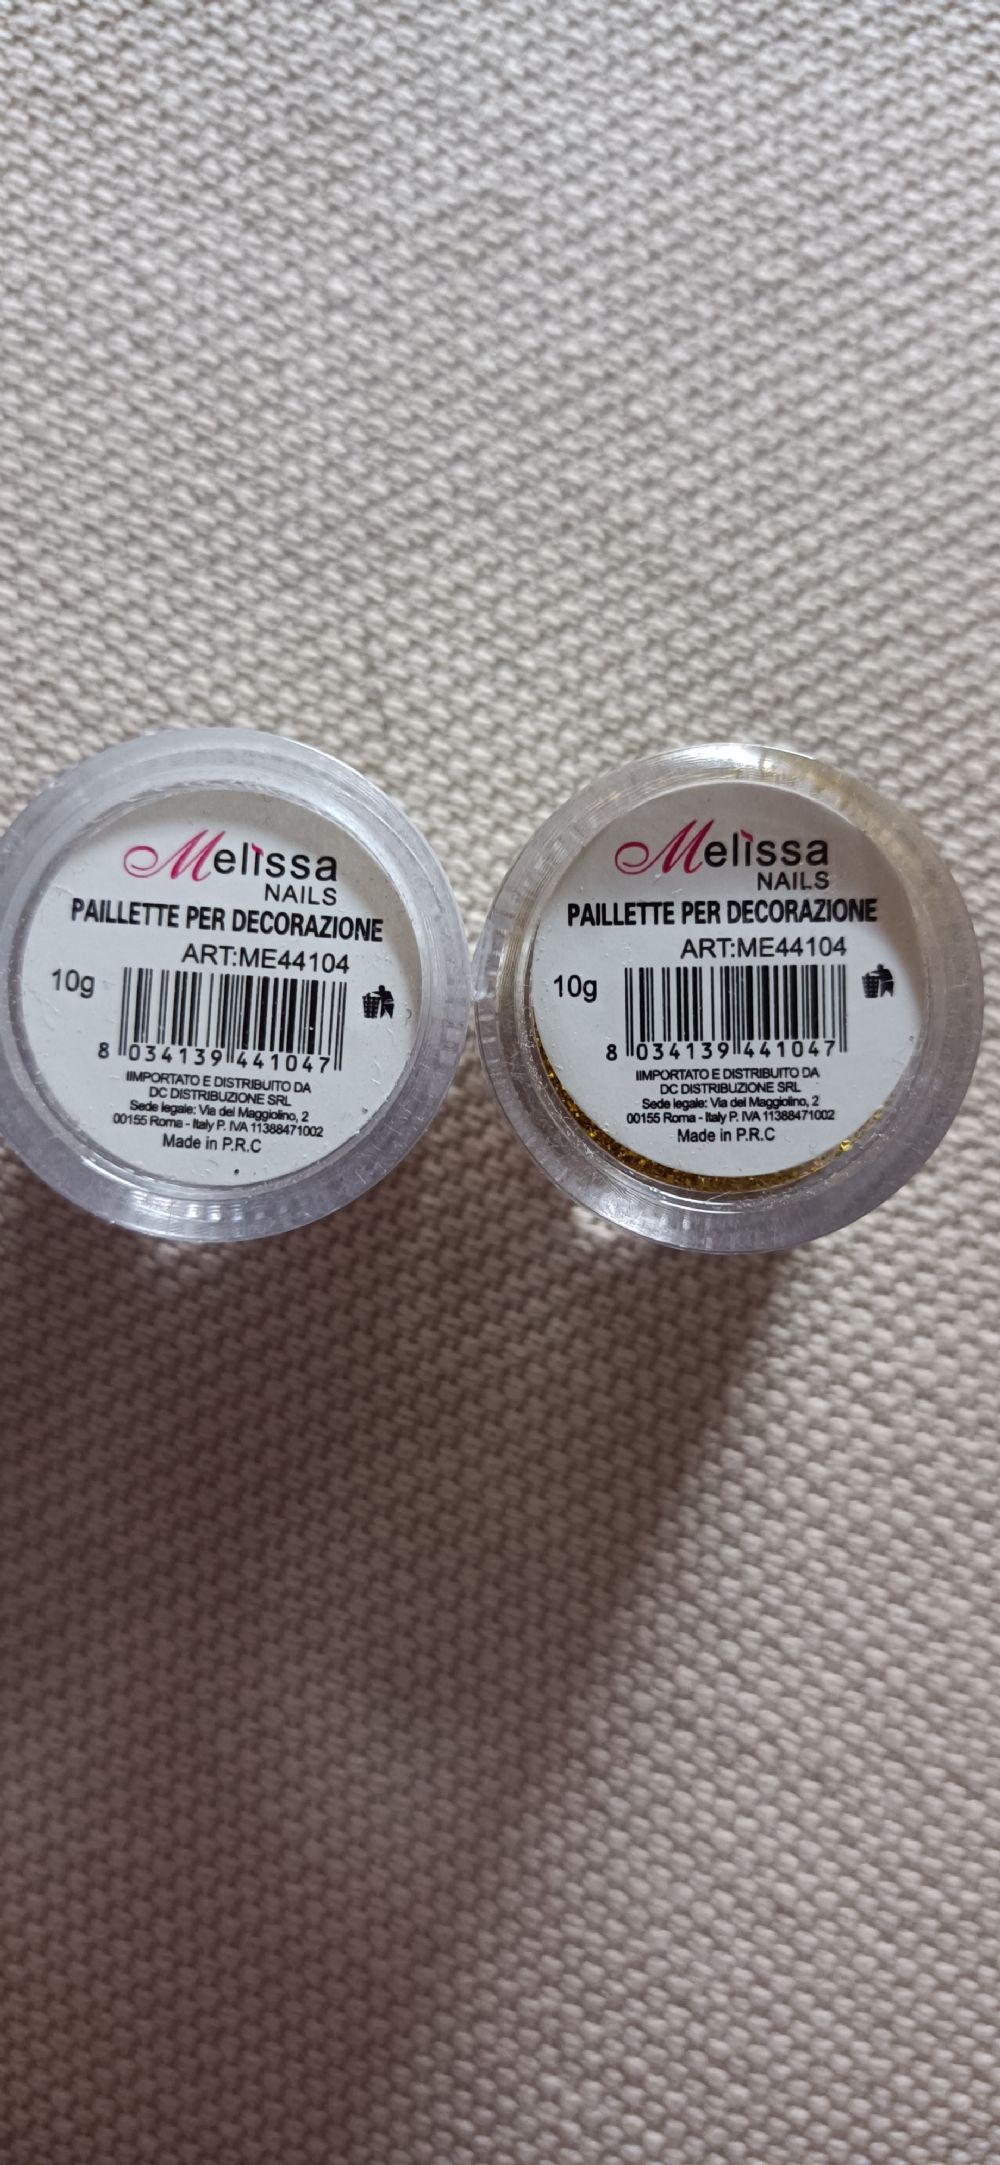 Melissa
NAILS
PAILLETTE PER DECORAZIONE
ART:ME44104
10g
8 034139 441047
IIMPORTATO E DISTRIBUITO DA
DC DISTRIBUZIONE SRL
Sede legale: Via del Maggiolino, 2
00155 Roma - Italy P. IVA 11388471002
Made in P.R.C
Melissa
NAILS
PAILLETTE PER DECORAZIONE
ART:ME44104
10g
8 034139 441047
IIMPORTATO E DISTRIBUITO DA
DC DISTRIBUZIONE SRL
Sede legale: Via del Maggiolino, 2
00155 Roma - Italy P. IVA 11388471002
Made in P.R.C